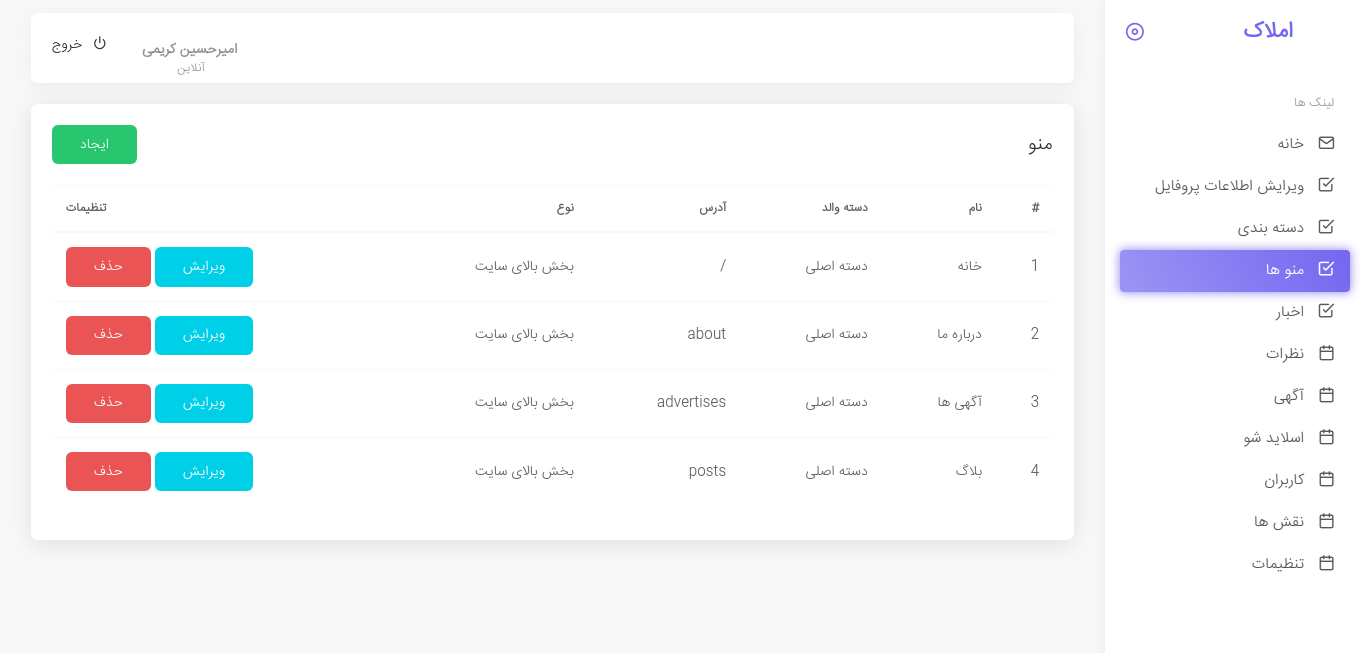 املاک
لینک ها
خانه
ویرایش اطلاعات پروفایل
دسته بندی
منو ها
اخبار
نظرات
آگهی
اسلاید شو
کاربران
نقش ها
تنظیمات
امیرحسین کریمی
آنلاین
خروج
منو
ایجاد
# نام دسته والد آدرس نوع تنظیمات
1 خانه دسته اصلی / بخش بالای سایت ویرایش حذف
2 درباره ما دسته اصلی about بخش بالای سایت ویرایش حذف
3 آگهی ها دسته اصلی advertises بخش بالای سایت ویرایش حذف
4 بلاگ دسته اصلی posts بخش بالای سایت ویرایش حذف